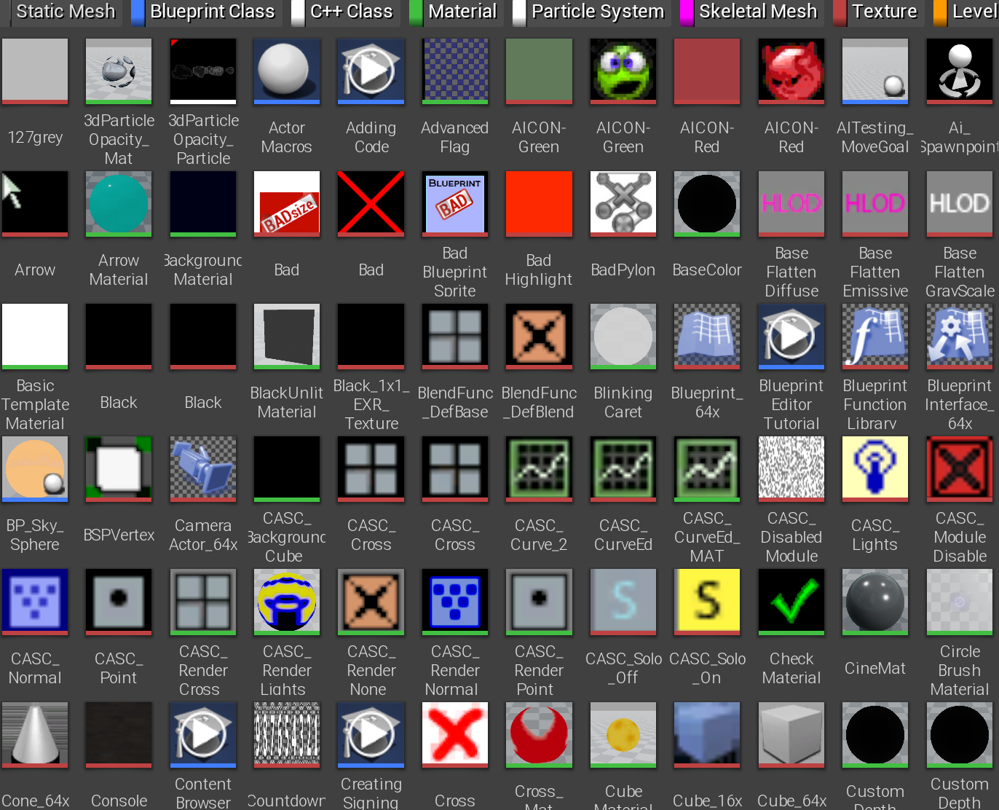 Static Mesh Blueprint Class C++ Class Material Particle System Skeletal Mesh Texture Level
127grey
3dParticle
Opacity_
Mat
3dParticle
Opacity_
Particle
Actor
Macros
Adding
Code
Advanced
Flag
AICON-
Green
AICON-
Green
AICON-
Red
AICON-
Red
AITesting_
MoveGoal
Ai_
Spawnpoint
BADsize
BLUEPRINT
BAD
HLOD
HLOD
HLOD
Arrow
Arrow
Material
Background
Material
Bad
Bad
Bad
Blueprint
Sprite
Bad
Highlight
BadPylon
BaseColor
Base
Flatten
Diffuse
Base
Flatten
Emissive
Base
Flatten
GrayScale
f
Basic
Template
Material
Black
Black
BlackUnlit
Material
Black_1x1_
EXR_
Texture
BlendFunc
_DefBase
BlendFunc
_DefBlend
Blinking
Caret
Blueprint_
64x
Blueprint
Editor
Tutorial
Blueprint
Function
Library
Blueprint
Interface_
64x
BP_Sky_
Sphere
BSPVertex
Camera
Actor_64x
CASC_
Background
Cube
CASC_
Cross
CASC_
Cross
CASC_
Curve_2
CASC_
CurveEd
CASC_
CurveEd_
MAT
CASC_
Disabled
Module
CASC_
Lights
CASC_
Module
Disable
S
S
CASC_
Normal
CASC_
Point
CASC_
Render
Cross
CASC_
Render
Lights
CASC_
Render
None
CASC_
Render
Normal
CASC_
Render
Point
CASC_Solo
_Off
CASC_Solo
_On
Check
Material
CineMat
Circle
Brush
Material
Cone_64x
Console
Content
Browser
Countdown
Creating
Signing
Cross
Cross_
Mat
Cube
Material
Cube_16x
Cube_64x
Custom
Depth
Custom
Depth